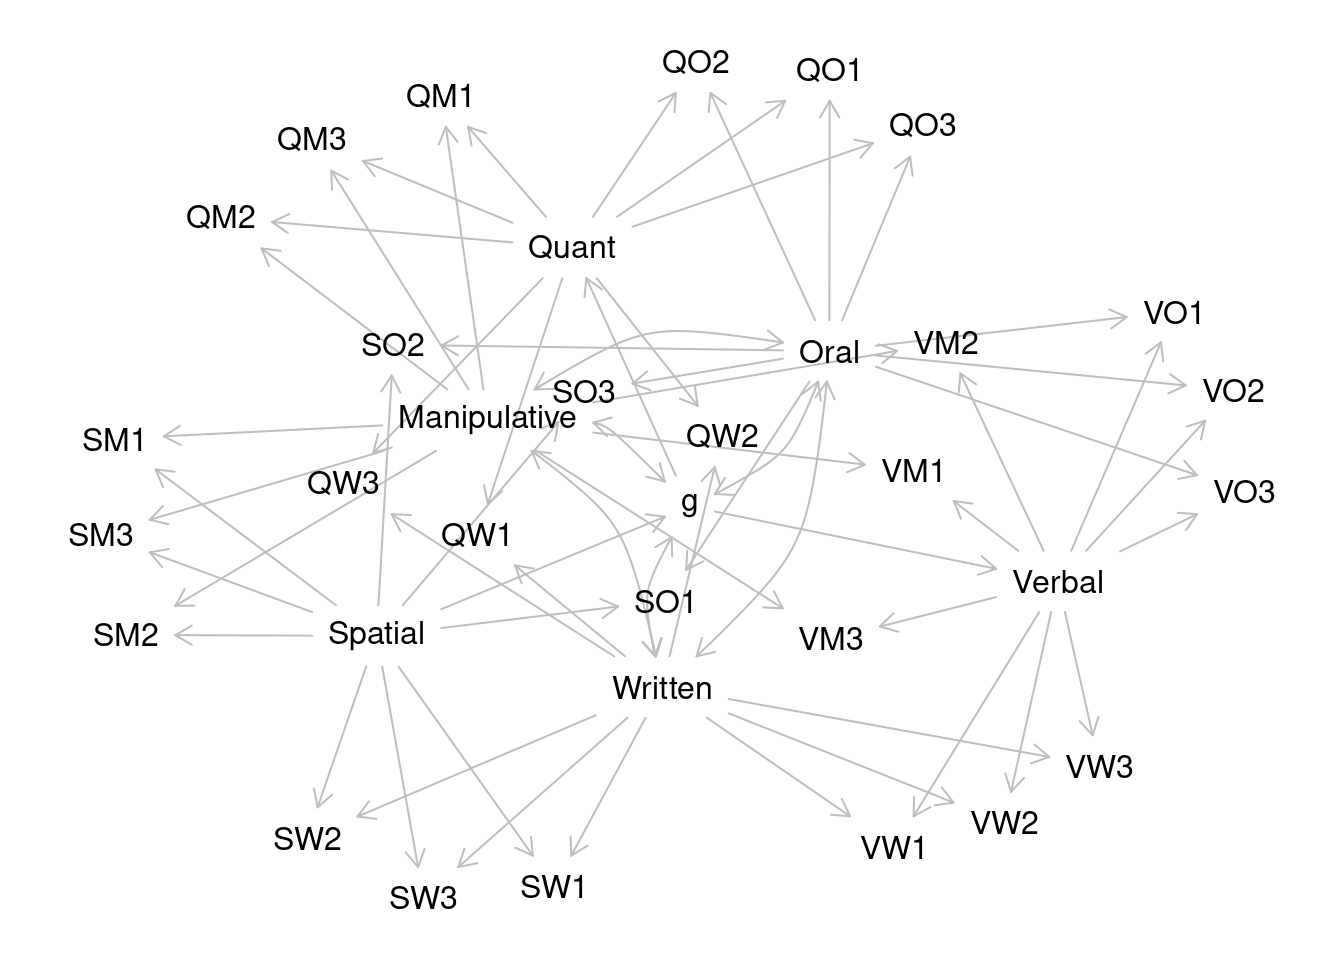 QO2
QO1
QM1
QO3
QM3
QM2
Quant
VO1
SO2
Oral
VM2
SO3
VO2
Manipulative
SM1
QW2
VM1
QW3
g
VO3
SM3
QW1
Verbal
SO1
SM2
Spatial
VM3
Written
VW3
VW2
SW2
VW1
SW3
SW1